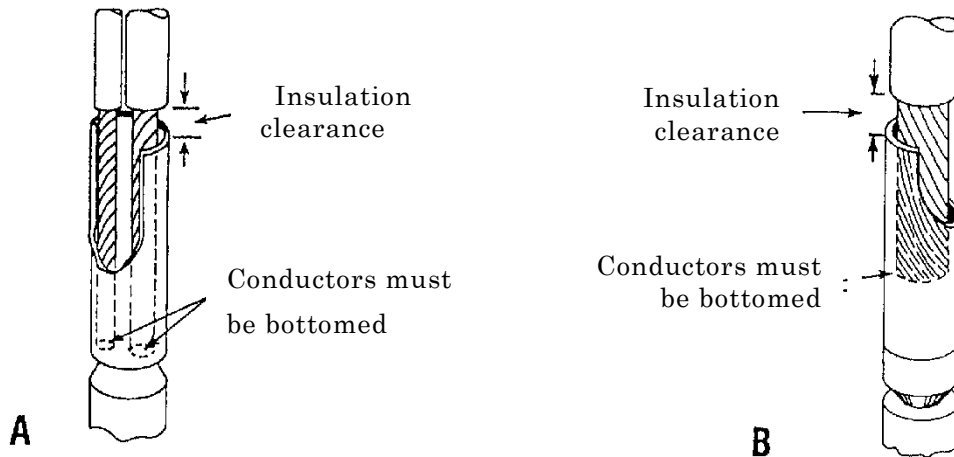 Insulation
clearance
Conductors must
be bottomed
A
Insulation
clearance
Conductors must
be bottomed
B